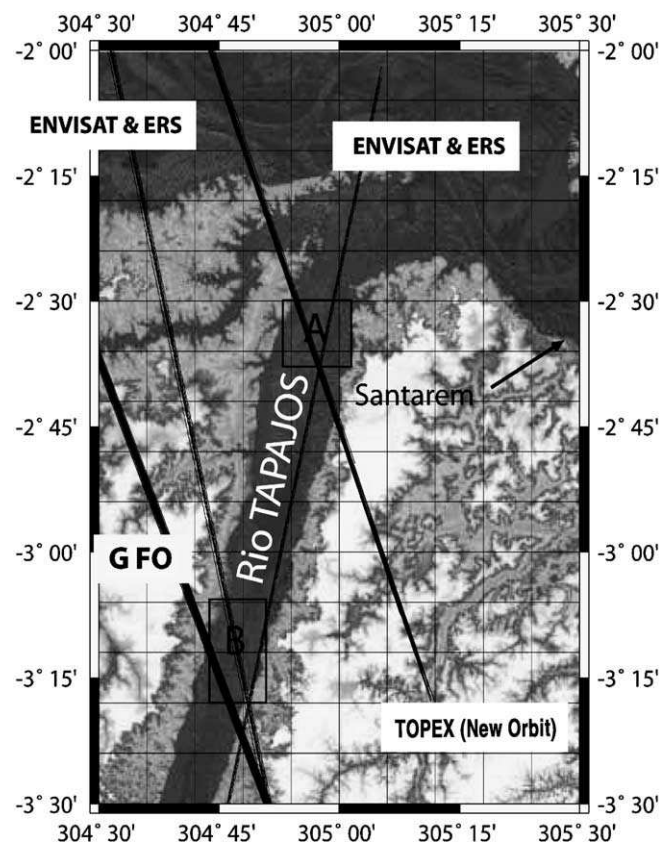 304° 30' 304° 45' 305° 00' 305° 15' 305° 30'
-2° 00' -2° 00'
ENVISAT & ERS
ENVISAT & ERS
-2° 15' -2° 15'
-2° 30' -2° 30'
A
Santarem
Rio TAPAJOS
-2° 45' -2° 45'
-3° 00' -3° 00'
G FO
B
-3° 15' -3° 15'
TOPEX (New Orbit)
-3° 30' -3° 30'
304° 30' 304° 45' 305° 00' 305° 15' 305° 30'